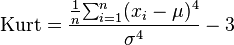 Kurt = \frac{\frac{1}{n}\sum_{i=1}^{n}(x_i - \mu)^4}{\sigma^4} - 3